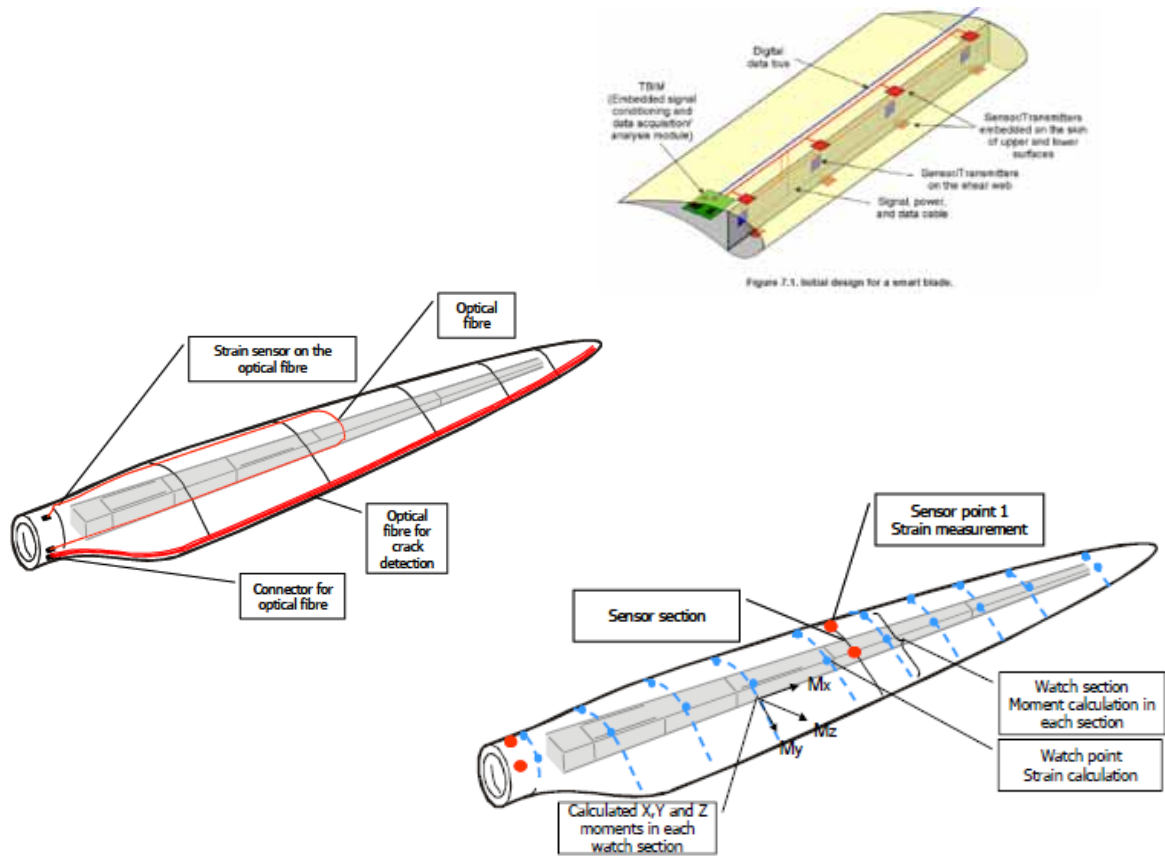 Digital
data bus
TBIM
(Embedded signal
conditioning and
data acquisition/
analysis module)
Sensor/Transmitters
embedded on the skin
of upper and lower
surfaces
Sensor/Transmitters
on the shear web
Signal, power,
and data cable
Figure 7.1. Initial design for a smart blade.
Optical
fibre
Strain sensor on the
optical fibre
Optical
fibre for
crack
detection
Connector for
optical fibre
Sensor point 1
Strain measurement
Sensor section
Mx
Mz
My
Watch section
Moment calculation in
each section
Watch point
Strain calculation
Calculated X,Y and Z
moments in each
watch section